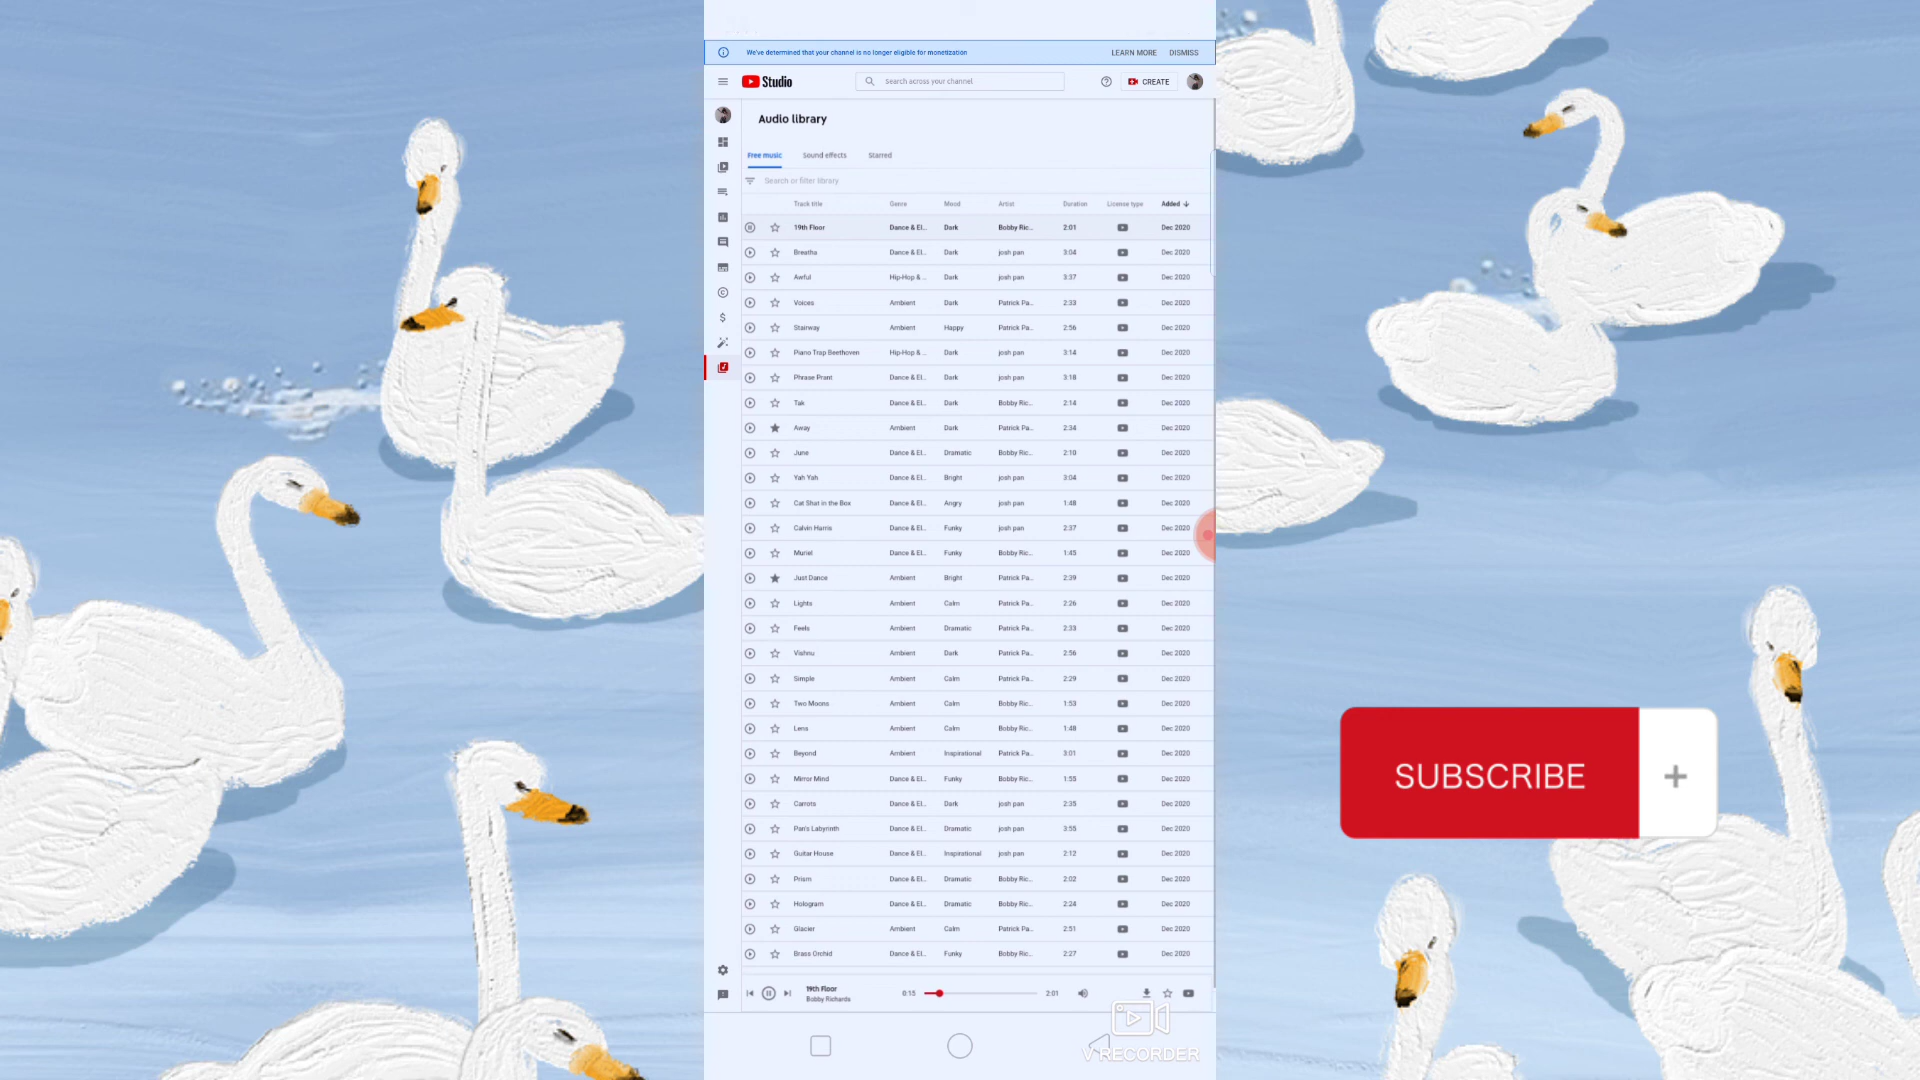 We've determined that your channel is no longer eligible for monetization LEARN MORE DISMISS
Studio Search across your channel CREATE
Audio library
Free music Sound effects Starred
Search or filter library
Track title Genre Mood Artist Duration License type Added
19th Floor Dance & El... Dark Bobby Ric... 2:01 Dec 2020
Breatha Dance & El... Dark josh pan 3:04 Dec 2020
Awful Hip-Hop & ... Dark josh pan 3:37 Dec 2020
Voices Ambient Dark Patrick Pa... 2:33 Dec 2020
Stairway Ambient Happy Patrick Pa... 2:56 Dec 2020
Piano Trap Beethoven Hip-Hop & ... Dark josh pan 3:14 Dec 2020
Phrase Prant Dance & El... Dark josh pan 3:18 Dec 2020
Tak Dance & El... Dark Bobby Ric... 2:14 Dec 2020
Away Ambient Dark Patrick Pa... 2:34 Dec 2020
June Dance & El... Dramatic Bobby Ric... 2:10 Dec 2020
Yah Yah Dance & El... Bright josh pan 3:04 Dec 2020
Cat Shat in the Box Dance & El... Angry josh pan 1:48 Dec 2020
Calvin Harris Dance & El... Funky josh pan 2:37 Dec 2020
Muriel Dance & El... Funky Bobby Ric... 1:45 Dec 2020
Just Dance Ambient Bright Patrick Pa... 2:39 Dec 2020
Lights Ambient Calm Patrick Pa... 2:26 Dec 2020
Feels Ambient Dramatic Patrick Pa... 2:33 Dec 2020
Vishnu Ambient Dark Patrick Pa... 2:56 Dec 2020
Simple Ambient Calm Patrick Pa... 2:29 Dec 2020
Two Moons Ambient Calm Bobby Ric... 1:53 Dec 2020
Lens Ambient Calm Bobby Ric... 1:48 Dec 2020
Beyond Ambient Inspirational Patrick Pa... 3:01 Dec 2020
Mirror Mind Dance & El... Funky Bobby Ric... 1:55 Dec 2020
Carrots Dance & El... Dark josh pan 2:35 Dec 2020
Pan's Labyrinth Dance & El... Dramatic josh pan 3:55 Dec 2020
Guitar House Dance & El... Inspirational josh pan 2:12 Dec 2020
Prism Dance & El... Dramatic Bobby Ric... 2:02 Dec 2020
Hologram Dance & El... Dramatic Bobby Ric... 2:24 Dec 2020
Glacier Ambient Calm Patrick Pa... 2:51 Dec 2020
Brass Orchid Dance & El... Funky Bobby Ric... 2:27 Dec 2020
19th Floor
Bobby Richards
0:15 2:01
V RECORDER
SUBSCRIBE +